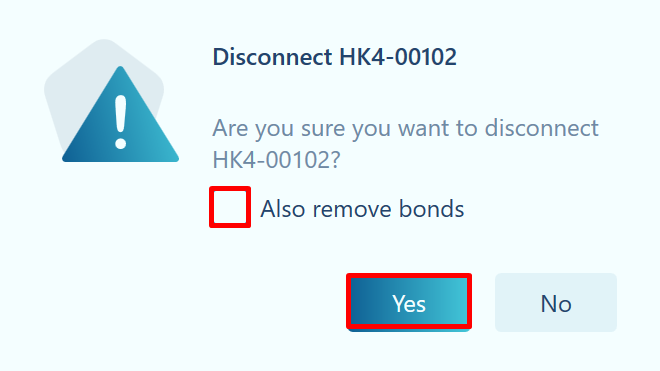 Disconnect HK4-00102
Are you sure you want to disconnect
HK4-00102?
Also remove bonds
Yes
No